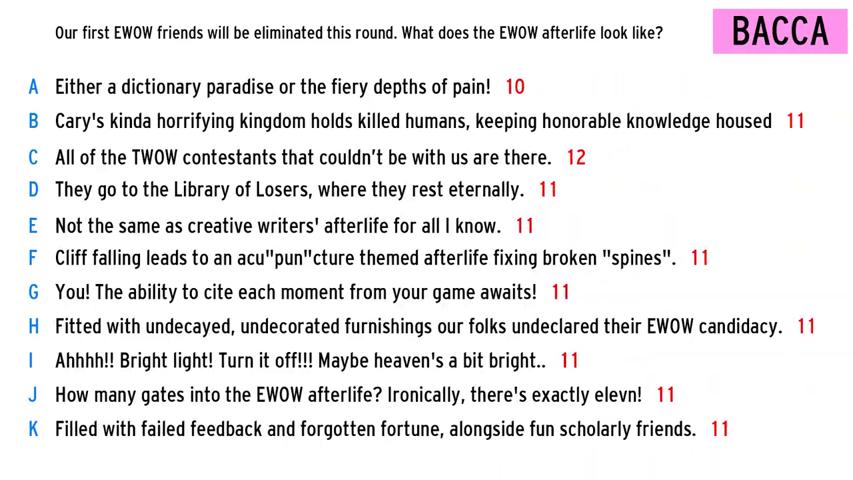 Our first EWOW friends will be eliminated this round. What does the EWOW afterlife look like?
BACCA
A Either a dictionary paradise or the fiery depths of pain! 10
B Cary's kinda horrifying kingdom holds killed humans, keeping honorable knowledge housed 11
C All of the TWOW contestants that couldn’t be with us are there. 12
D They go to the Library of Losers, where they rest eternally. 11
E Not the same as creative writers' afterlife for all I know. 11
F Cliff falling leads to an acu"pun"cture themed afterlife fixing broken "spines". 11
G You! The ability to cite each moment from your game awaits! 11
H Fitted with undecayed, undecorated furnishings our folks undeclared their EWOW candidacy. 11
I Ahhhh!! Bright light! Turn it off!!! Maybe heaven's a bit bright.. 11
J How many gates into the EWOW afterlife? Ironically, there's exactly elevn! 11
K Filled with failed feedback and forgotten fortune, alongside fun scholarly friends. 11